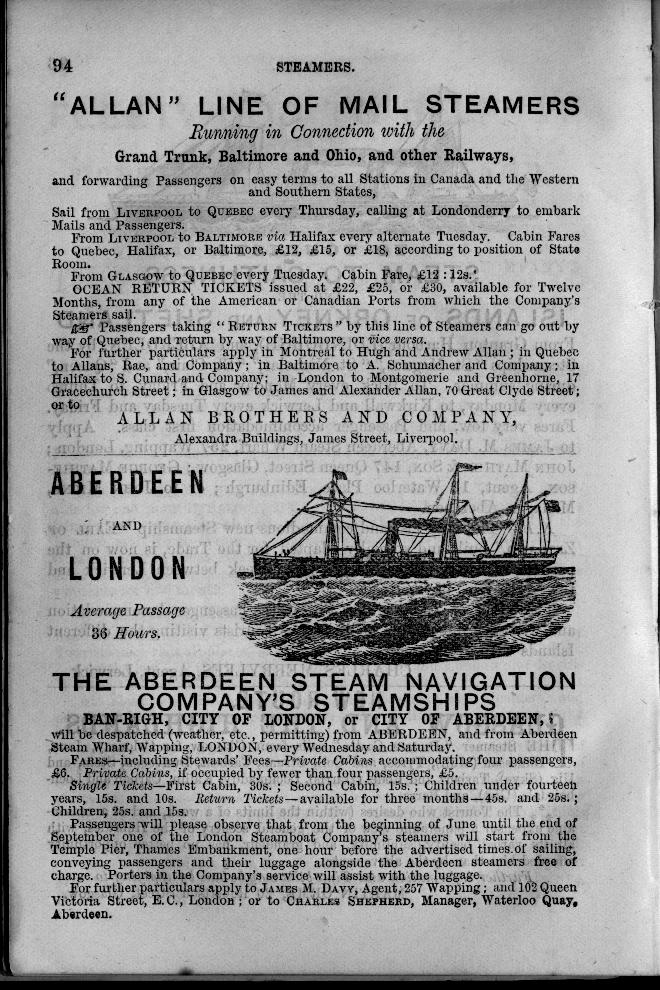 94 STEAMERS.
"ALLAN" LINE OF MAIL STEAMERS
Running in Connection with the
Grand Trunk, Baltimore and Ohio, and other Railways,
and forwarding Passengers on easy terms to all Stations in Canada and the Western
and Southern States,
Sail from LIVERPOOL to QUEBEC every Thursday, calling at Londonderry to embark
Mails and Passengers.
From LIVERPOOL to BALTIMORE via Halifax every alternate Tuesday. Cabin Fares
to Quebec, Halifax, or Baltimore, £12, £15, or £18, according to position of State
Room.
From GLASGOW to QUEBEC every Tuesday. Cabin Fare, £12 : 12s.
OCEAN RETURN TICKETS issued at £22, £25, or £30, available for Twelve
Months, from any of the American or Canadian Ports from which the Company's
Steamers sail.
☞ Passengers taking "RETURN TICKETS" by this line of Steamers can go out by
way of Quebec, and return by way of Baltimore, or vice versa.
For further particulars apply in Montreal to Hugh and Andrew Allan; in Quebec
to Allans, Rae, and Company; in Baltimore to A. Schumacher and Company; in
Halifax to S. Cunard and Company; in London to Montgomerie and Greenhorne, 17
Gracechurch Street; in Glasgow to James and Alexander Allan, 70 Great Clyde Street;
or to
ALLAN BROTHERS AND COMPANY,
Alexandra Buildings, James Street, Liverpool.
ABERDEEN
AND
LONDON
Average Passage
36 Hours.
THE ABERDEEN STEAM NAVIGATION
COMPANY'S STEAMSHIPS
BAN-RIGH, CITY OF LONDON, or CITY OF ABERDEEN,
will be despatched (weather, etc., permitting) from ABERDEEN, and from Aberdeen
Steam Wharf, Wapping, LONDON, every Wednesday and Saturday.
FARES—including Stewards' Fees—Private Cabins accommodating four passengers,
£6. Private Cabins, if occupied by fewer than four passengers, £5.
Single Tickets—First Cabin, 30s.; Second Cabin, 15s.; Children under fourteen
years, 15s. and 10s. Return Tickets—available for three months—45s. and 25s.;
Children, 25s. and 15s.
Passengers will please observe that from the beginning of June until the end of
September one of the London Steamboat Company's steamers will start from the
Temple Pier, Thames Embankment, one hour before the advertised times of sailing,
conveying passengers and their luggage alongside the Aberdeen steamers free of
charge. Porters in the Company's service will assist with the luggage.
For further particulars apply to JAMES M. DAVY, Agent, 257 Wapping; and 102 Queen
Victoria Street, E.C., London; or to CHARLES SHEPHERD, Manager, Waterloo Quay,
Aberdeen.